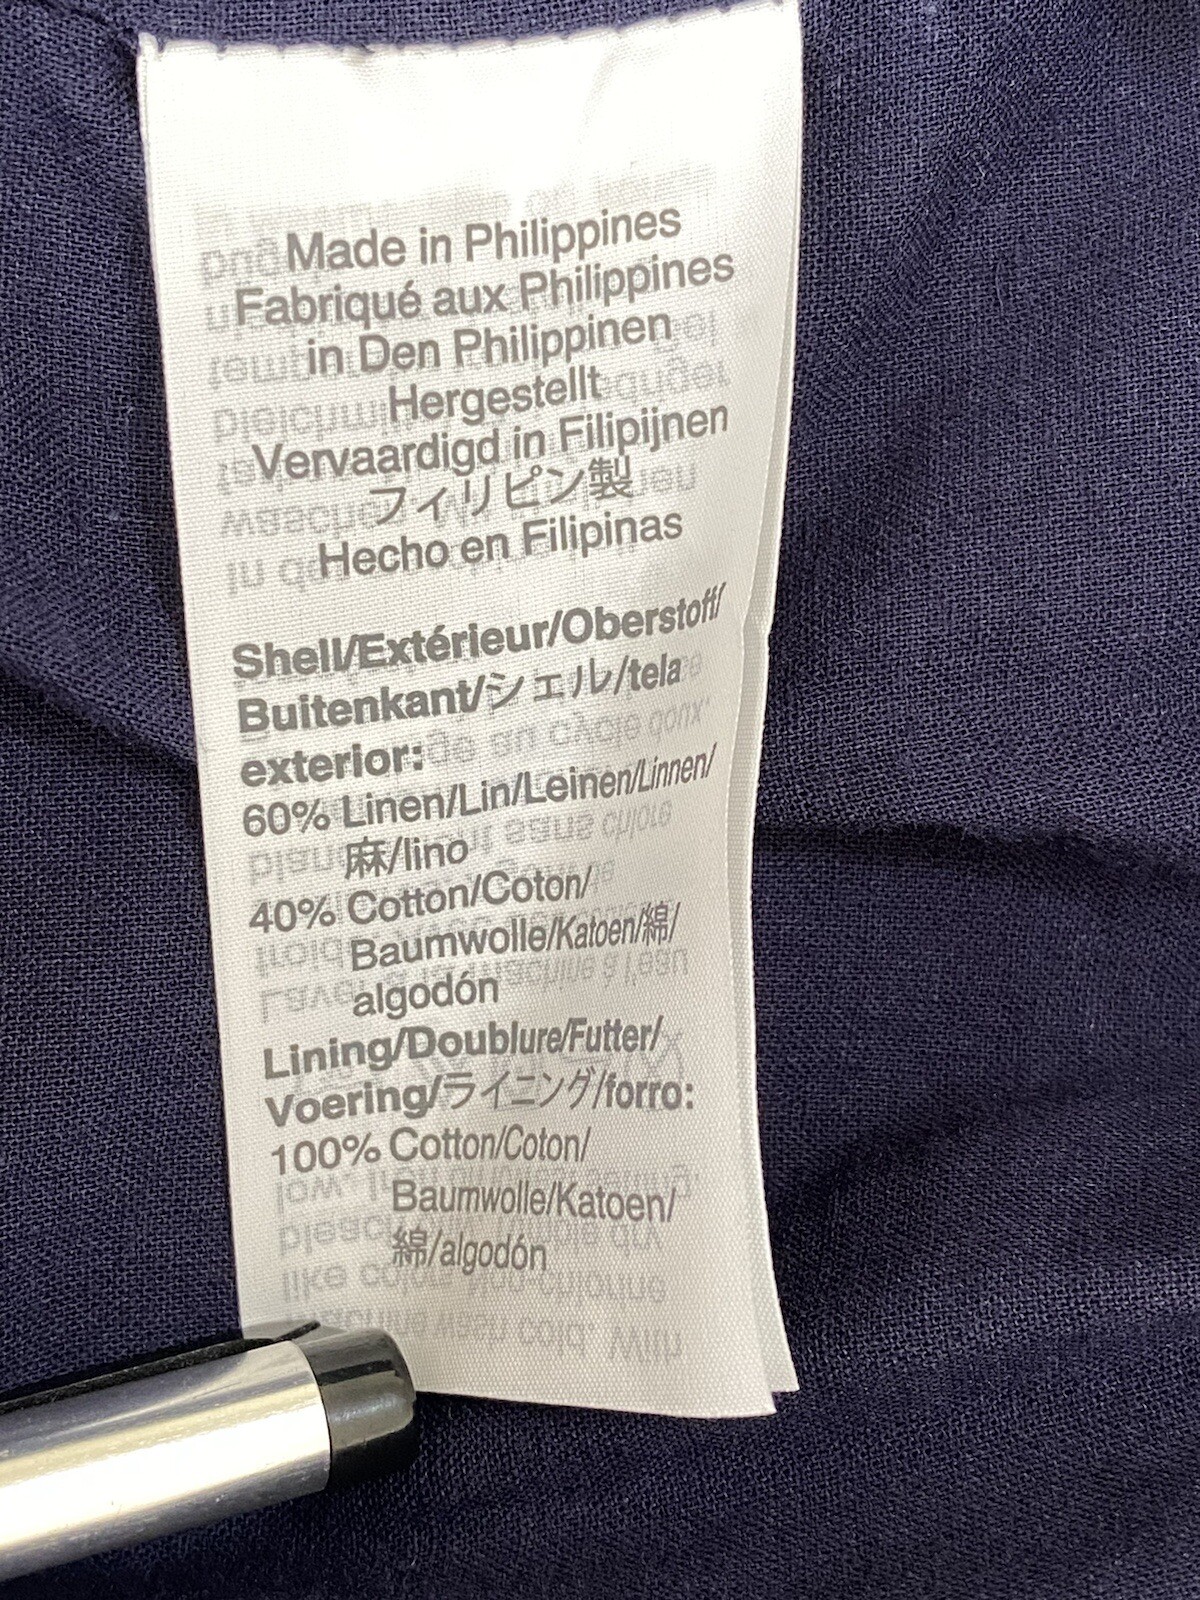 Made in Philippines
Fabriqué aux Philippines
in Den Philippinen
Hergestellt
Vervaardigd in Filipijnen
フィリピン製
Hecho en Filipinas
Shell/Extérieur/Oberstoff/
Buitenkant/シェル/tela
exterior:
60% Linen/Lin/Leinen/Linnen/
麻/lino
40% Cotton/Coton/
Baumwolle/Katoen/綿/
algodón
Lining/Doublure/Futter/
Voering/ライニング/forro:
100% Cotton/Coton/
Baumwolle/Katoen/
綿/algodón